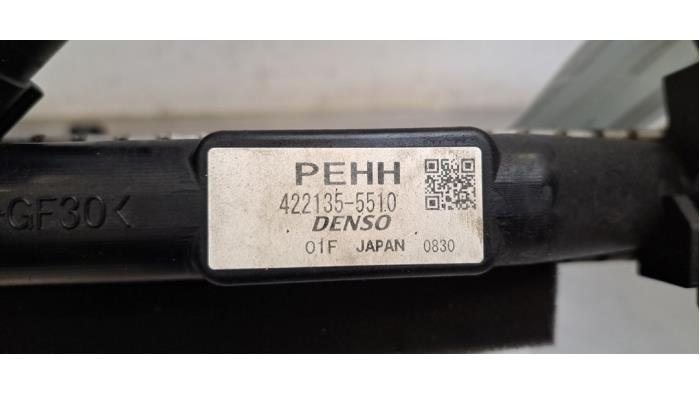 PEHH
422135-5510
DENSO
01F JAPAN 0830
GF30<